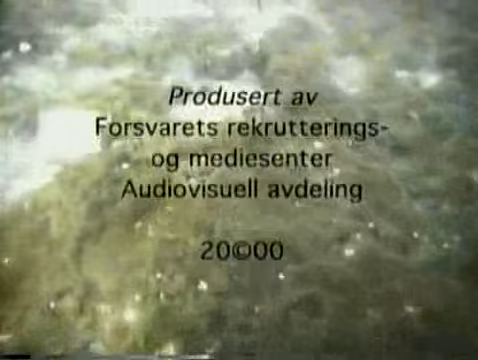 Produsert av
Forsvarets rekrutterings-
og mediesenter
Audiovisuell avdeling
20©00